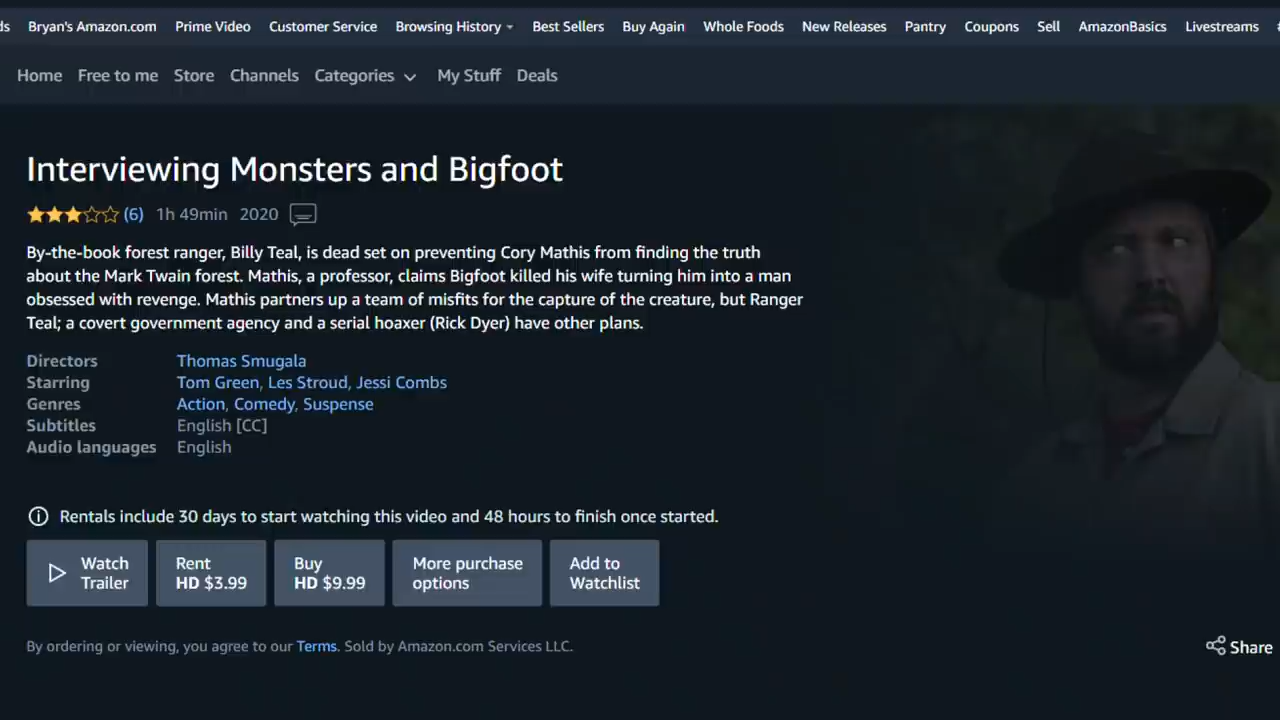 ds Bryan's Amazon.com Prime Video Customer Service Browsing History Best Sellers Buy Again Whole Foods New Releases Pantry Coupons Sell AmazonBasics Livestreams
Home Free to me Store Channels Categories My Stuff Deals
Interviewing Monsters and Bigfoot
(6) 1h 49min 2020
By-the-book forest ranger, Billy Teal, is dead set on preventing Cory Mathis from finding the truth
about the Mark Twain forest. Mathis, a professor, claims Bigfoot killed his wife turning him into a man
obsessed with revenge. Mathis partners up a team of misfits for the capture of the creature, but Ranger
Teal; a covert government agency and a serial hoaxer (Rick Dyer) have other plans.
Directors Thomas Smugala
Starring Tom Green, Les Stroud, Jessi Combs
Genres Action, Comedy, Suspense
Subtitles English [CC]
Audio languages English
Rentals include 30 days to start watching this video and 48 hours to finish once started.
Watch Trailer
Rent HD $3.99
Buy HD $9.99
More purchase options
Add to Watchlist
By ordering or viewing, you agree to our Terms. Sold by Amazon.com Services LLC.
Share